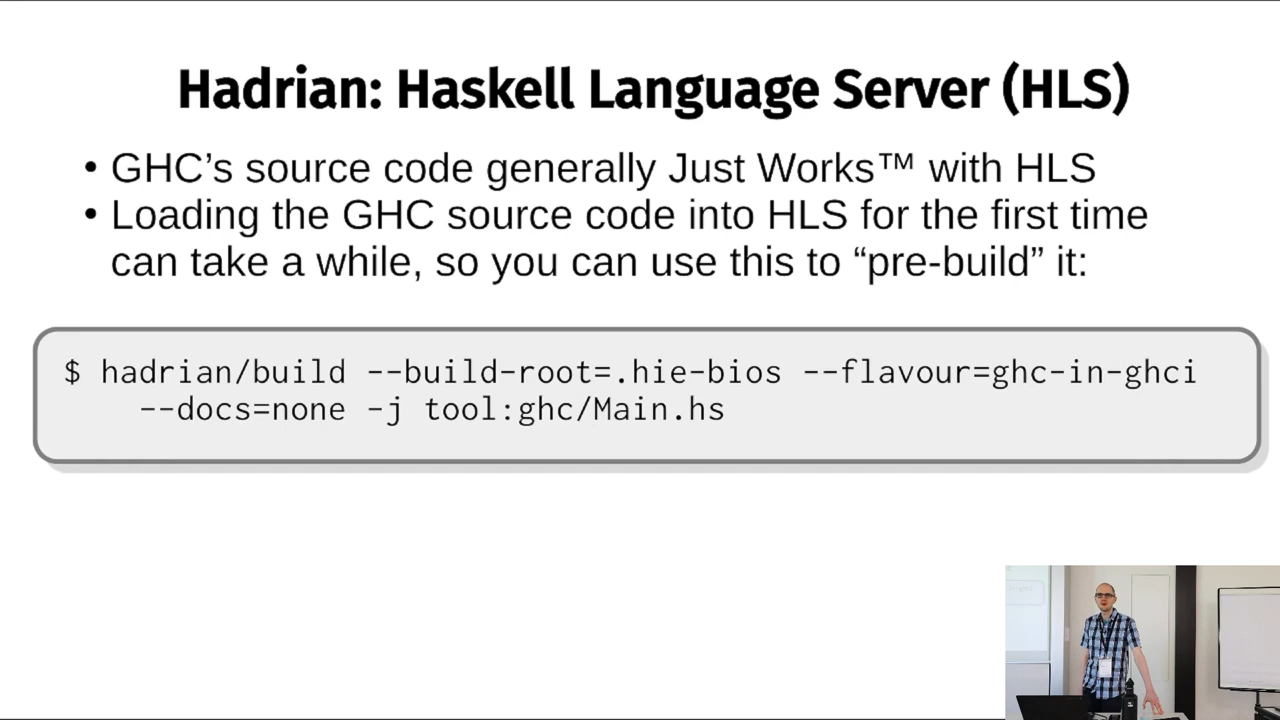 Hadrian: Haskell Language Server (HLS)
• GHC’s source code generally Just Works™ with HLS
• Loading the GHC source code into HLS for the first time
can take a while, so you can use this to “pre-build” it:
$ hadrian/build --build-root=.hie-bios --flavour=ghc-in-ghci
--docs=none -j tool:ghc/Main.hs